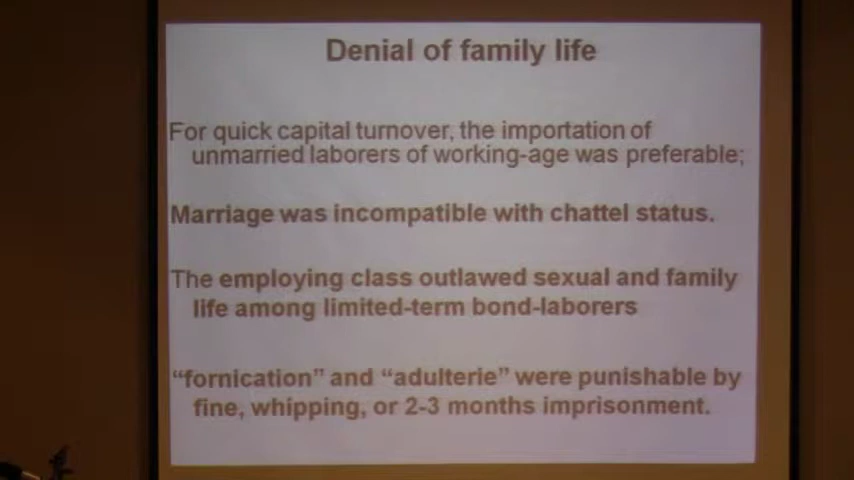 Denial of family life
For quick capital turnover, the importation of
unmarried laborers of working-age was preferable;
Marriage was incompatible with chattel status.
The employing class outlawed sexual and family
life among limited-term bond-laborers
“fornication” and “adulterie” were punishable by
fine, whipping, or 2-3 months imprisonment.